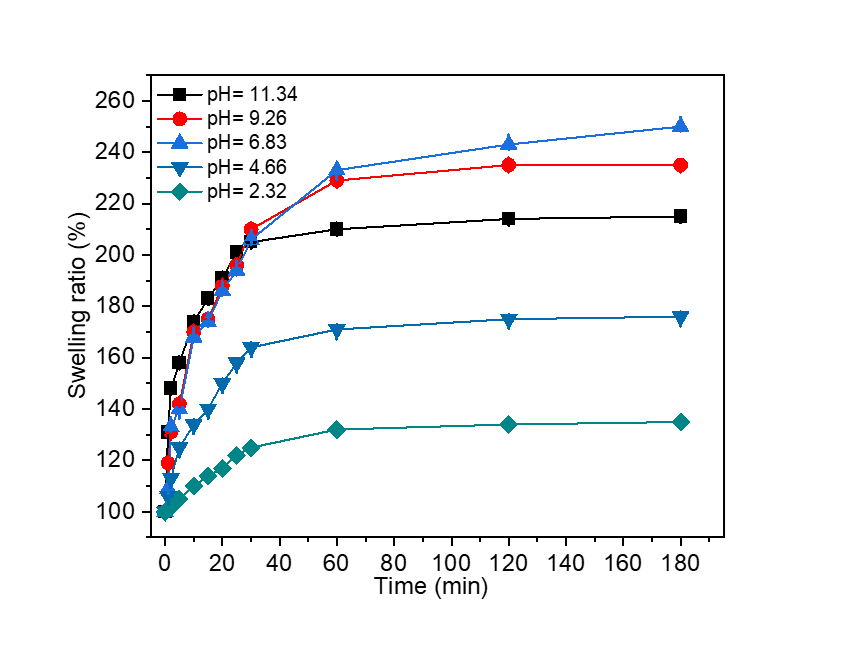 pH= 11.34
pH= 9.26
pH= 6.83
pH= 4.66
pH= 2.32
260
240
220
200
180
160
140
120
100
Swelling ratio (%)
0 20 40 60 80 100 120 140 160 180
Time (min)